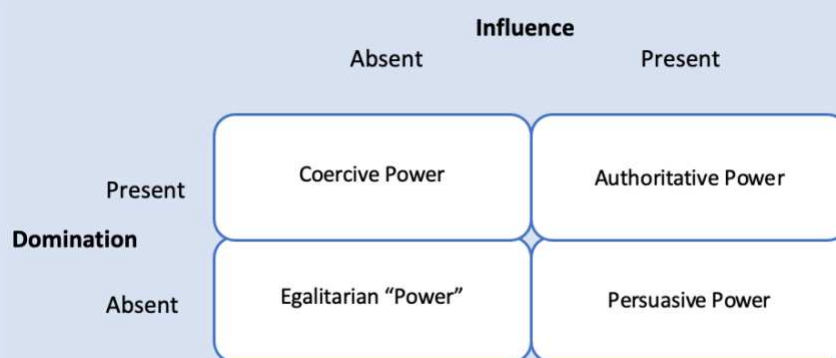 Influence
Absent Present
Coercive Power Authoritative Power
Present
Domination
Egalitarian “Power” Persuasive Power
Absent